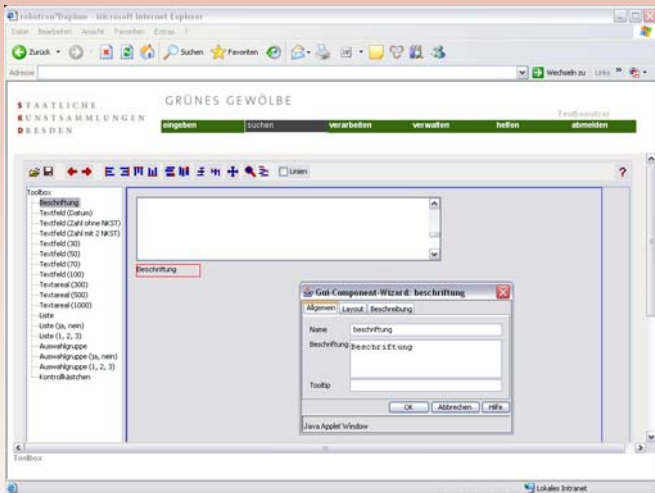 robotron*Daphne - Microsoft Internet Explorer
Datei Bearbeiten Ansicht Favoriten Extras ?
Zurück Suchen Favoriten
Adresse Wechseln zu Links »
STAATLICHE
KUNSTSAMMLUNGEN
DRESDEN
GRÜNES GEWÖLBE
Testbenutzer
eingeben suchen verarbeiten verwalten helfen abmelden
Linien ?
Toolbox
Beschriftung
Textfeld (Datum)
Textfeld (Zahl ohne NKST)
Textfeld (Zahl mit 2 NKST)
Textfeld (30)
Textfeld (50)
Textfeld (70)
Textfeld (100)
Textareal (300)
Textareal (500)
Textareal (1000)
Liste
Liste (ja, nein)
Liste (1, 2, 3)
Auswahlgruppe
Auswahlgruppe (ja, nein)
Auswahlgruppe (1, 2, 3)
Kontrollkästchen
Beschriftung
Gui-Component-Wizard: beschriftung
Allgemein Layout Beschreibung
Name beschriftung
Beschriftung Beschriftung
Tooltip
OK Abbrechen Hilfe
Java Applet Window
Toolbox
Lokales Intranet